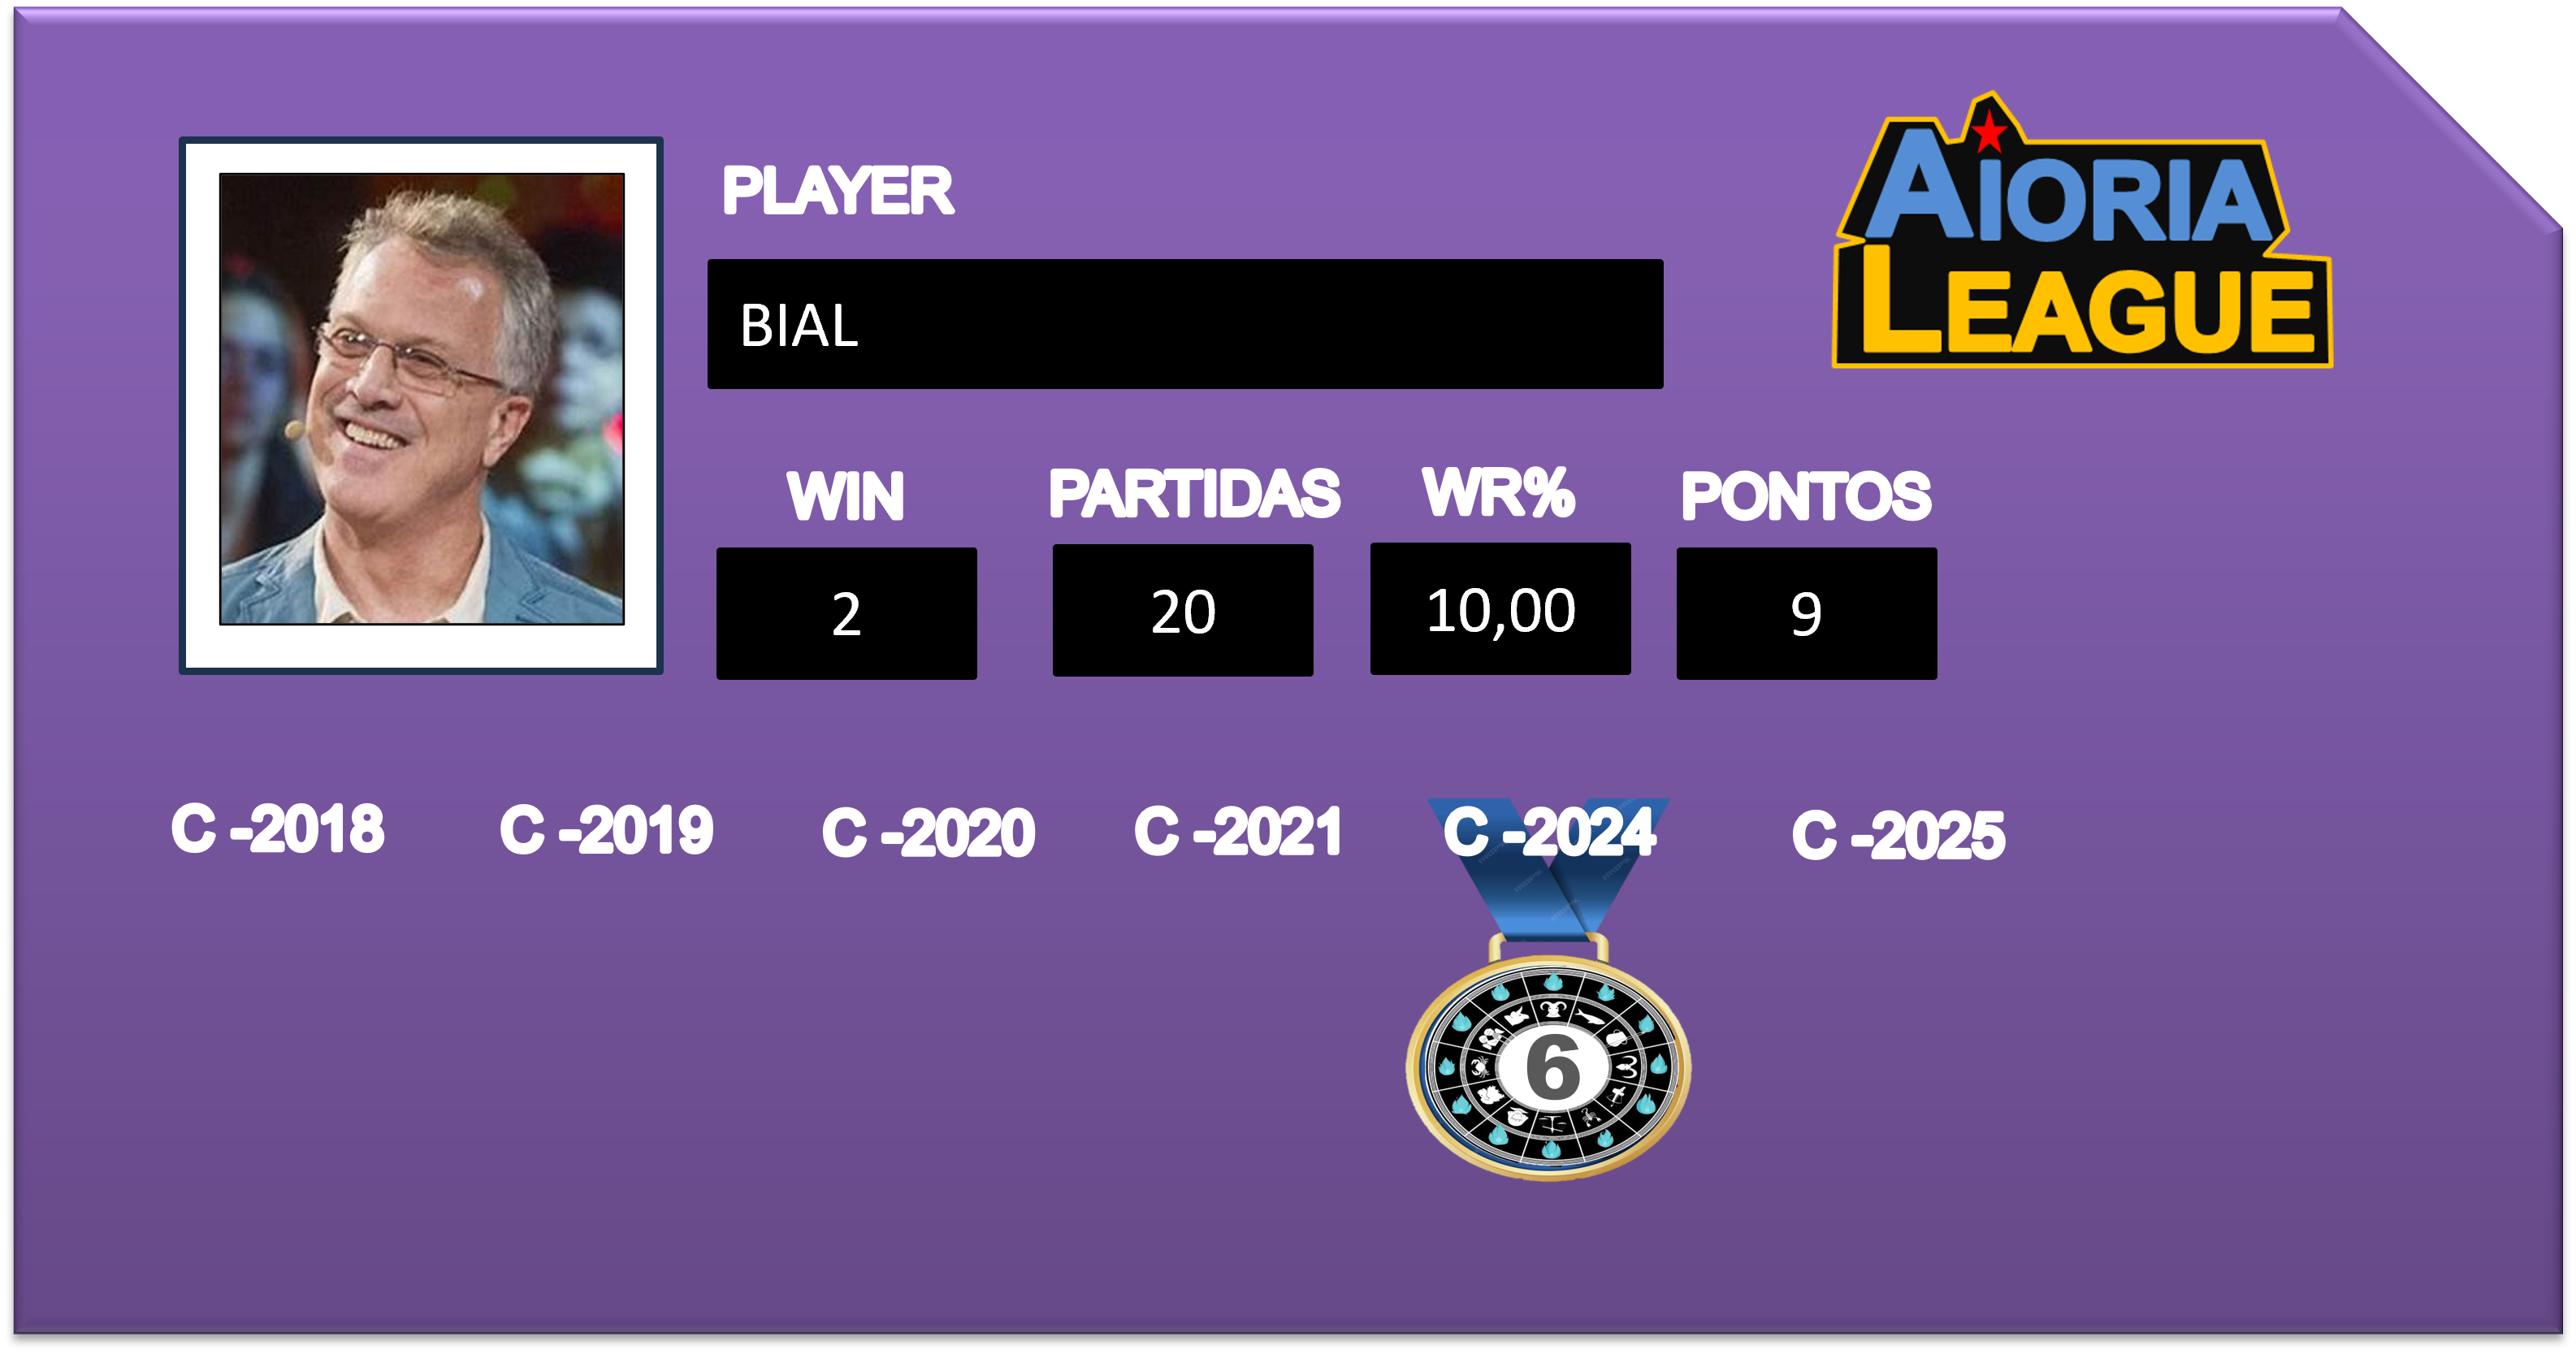 PLAYER
AIORIA
LEAGUE
BIAL
WIN PARTIDAS WR% PONTOS
2 20 10,00 9
C -2018 C -2019 C -2020 C -2021 C -2024 C -2025
6